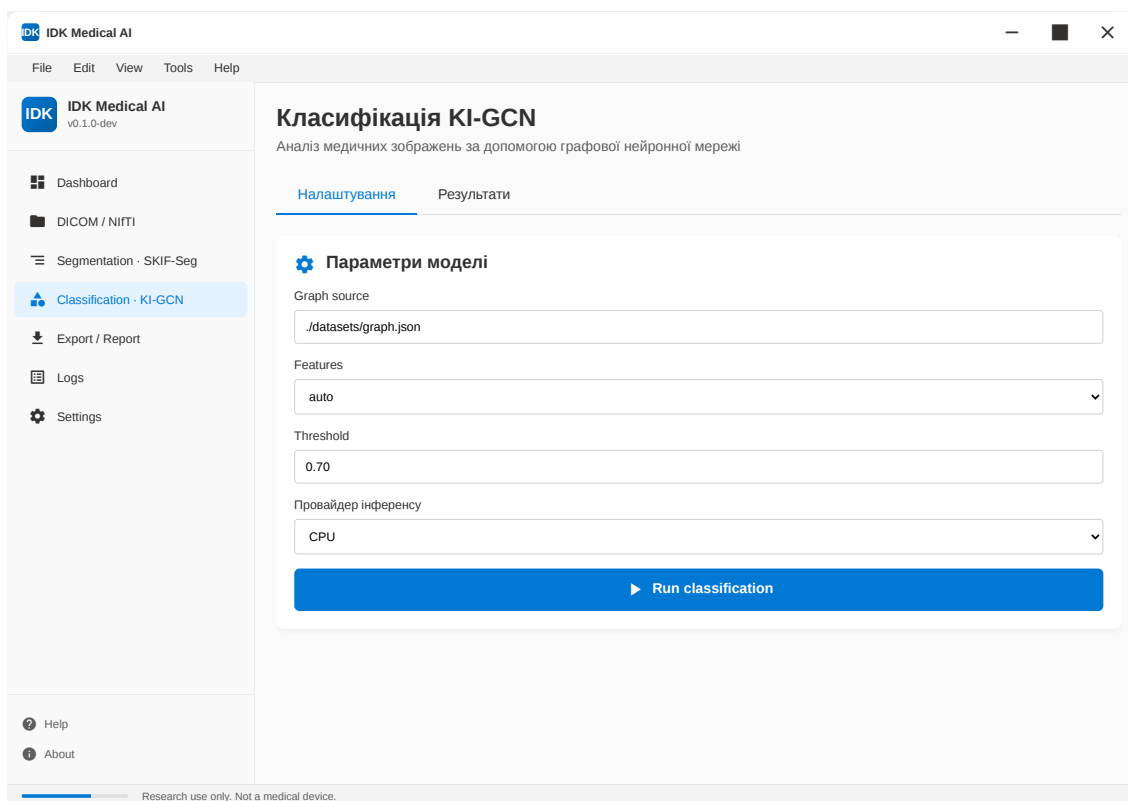 IDK IDK Medical AI
File Edit View Tools Help
IDK
IDK Medical AI
v0.1.0-dev
Dashboard
DICOM / NIfTI
Segmentation · SKIF-Seg
Classification · KI-GCN
Export / Report
Logs
Settings
Help
About
Класифікація KI-GCN
Аналіз медичних зображень за допомогою графової нейронної мережі
Налаштування Результати
Параметри моделі
Graph source
./datasets/graph.json
Features
auto
Threshold
0.70
Провайдер інференсу
CPU
Run classification
Research use only. Not a medical device.